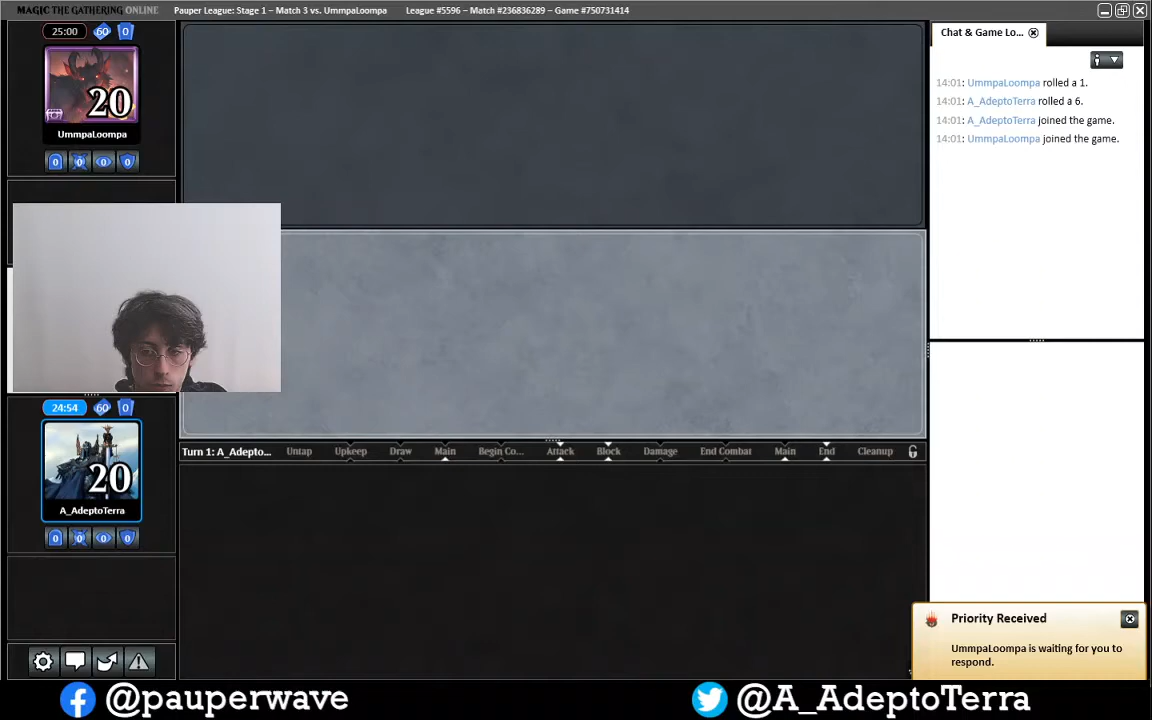 MAGIC THE GATHERING ONLINE Pauper League: Stage 1 – Match 3 vs. UmmpaLoompa League #5596 – Match #236836289 – Game #750731414
25:00 60 0
20
UmmpaLoompa
0 0 0 0
Chat & Game Lo...
14:01: UmmpaLoompa rolled a 1.
14:01: A_AdeptoTerra rolled a 6.
14:01: A_AdeptoTerra joined the game.
14:01: UmmpaLoompa joined the game.
24:54 60 0
20
A_AdeptoTerra
0 0 0 0
Turn 1: A_Adepto... Untap Upkeep Draw Main Begin Co... Attack Block Damage End Combat Main End Cleanup
Priority Received
UmmpaLoompa is waiting for you to
respond.
@pauperwave @A_AdeptoTerra